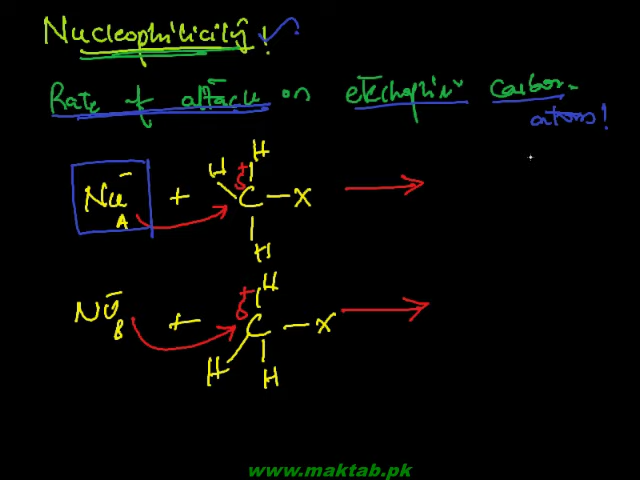 Nucleophilicity!
Rate of attack on electrophilic carbon-
atoms!
H
H δ+
Nu⁻ A + C — X
H
δ+ H
Nu⁻ B + C — X
H H
www.maktab.pk